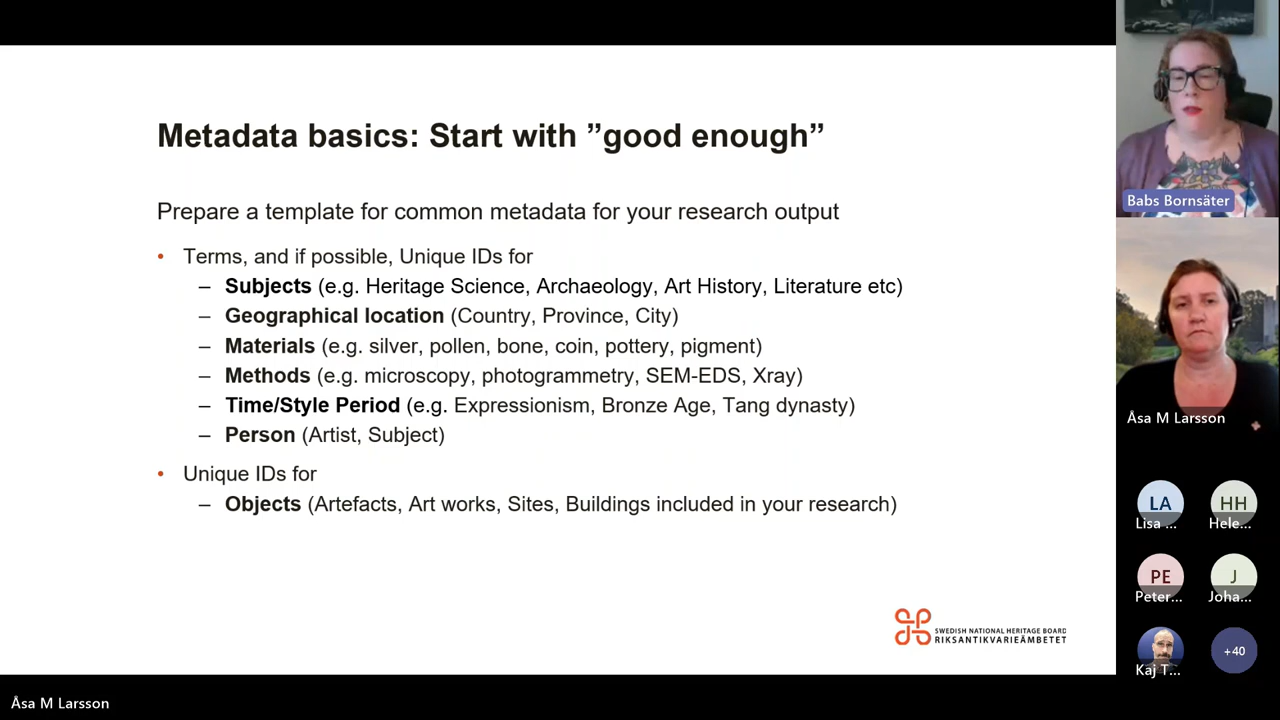 Metadata basics: Start with ”good enough”
Prepare a template for common metadata for your research output
• Terms, and if possible, Unique IDs for
– Subjects (e.g. Heritage Science, Archaeology, Art History, Literature etc)
– Geographical location (Country, Province, City)
– Materials (e.g. silver, pollen, bone, coin, pottery, pigment)
– Methods (e.g. microscopy, photogrammetry, SEM-EDS, Xray)
– Time/Style Period (e.g. Expressionism, Bronze Age, Tang dynasty)
– Person (Artist, Subject)
• Unique IDs for
– Objects (Artefacts, Art works, Sites, Buildings included in your research)
SWEDISH NATIONAL HERITAGE BOARD
RIKSANTIKVARIEÄMBETET
Åsa M Larsson
Babs Bornsäter
Åsa M Larsson
LA
Lisa ...
HH
Hele...
PE
Peter...
J
Joha...
Kaj T...
+40